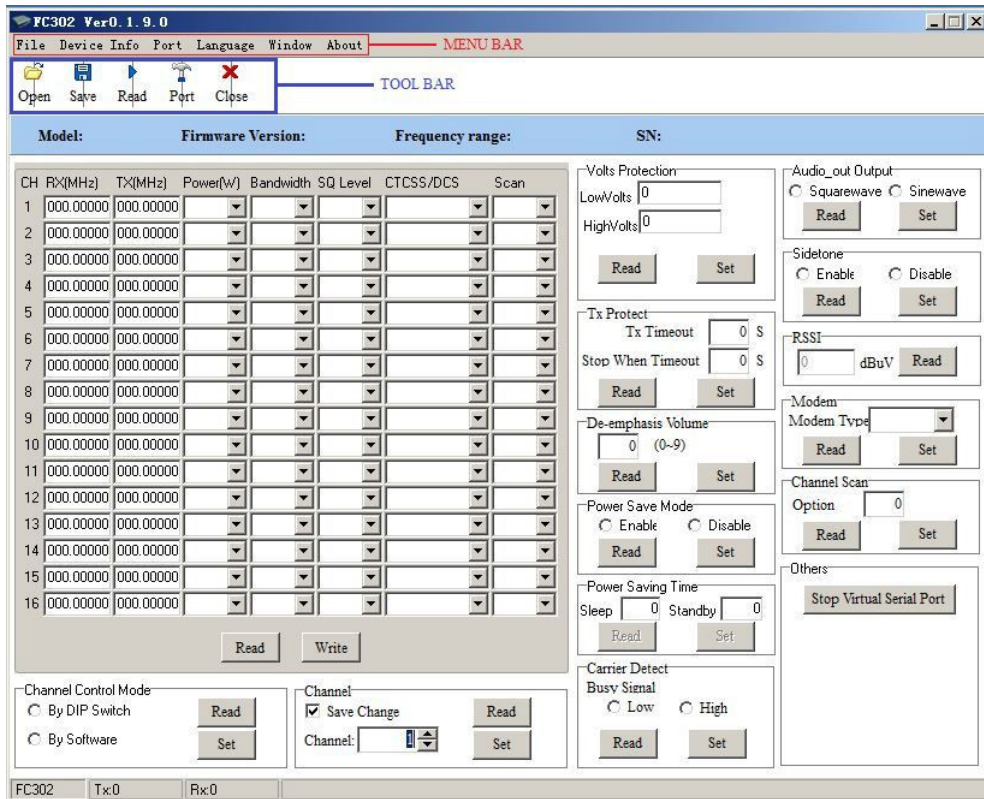 FC302 Ver0.1.9.0
File Device Info Port Language Window About
MENU BAR
Open Save Read Port Close
TOOL BAR
Model: Firmware Version: Frequency range: SN:
CH RX(MHz) TX(MHz) Power(W) Bandwidth SQ Level CTCSS/DCS Scan
1 000.00000 000.00000
2 000.00000 000.00000
3 000.00000 000.00000
4 000.00000 000.00000
5 000.00000 000.00000
6 000.00000 000.00000
7 000.00000 000.00000
8 000.00000 000.00000
9 000.00000 000.00000
10 000.00000 000.00000
11 000.00000 000.00000
12 000.00000 000.00000
13 000.00000 000.00000
14 000.00000 000.00000
15 000.00000 000.00000
16 000.00000 000.00000
Read Write
Channel Control Mode
By DIP Switch Read
By Software Set
Channel
Save Change Read
Channel: 1 Set
Volts Protection
LowVolts 0
HighVolts 0
Read Set
Tx Protect
Tx Timeout 0 S
Stop When Timeout 0 S
Read Set
De-emphasis Volume
0 (0~9)
Read Set
Power Save Mode
Enable Disable
Read Set
Power Saving Time
Sleep 0 Standby 0
Read Set
Carrier Detect
Busy Signal
Low High
Read Set
Audio_out Output
Squarewave Sinewave
Read Set
Sidetone
Enable Disable
Read Set
RSSI
0 dBuV Read
Modem
Modem Type
Read Set
Channel Scan
Option 0
Read Set
Others
Stop Virtual Serial Port
FC302 Tx:0 Rx:0